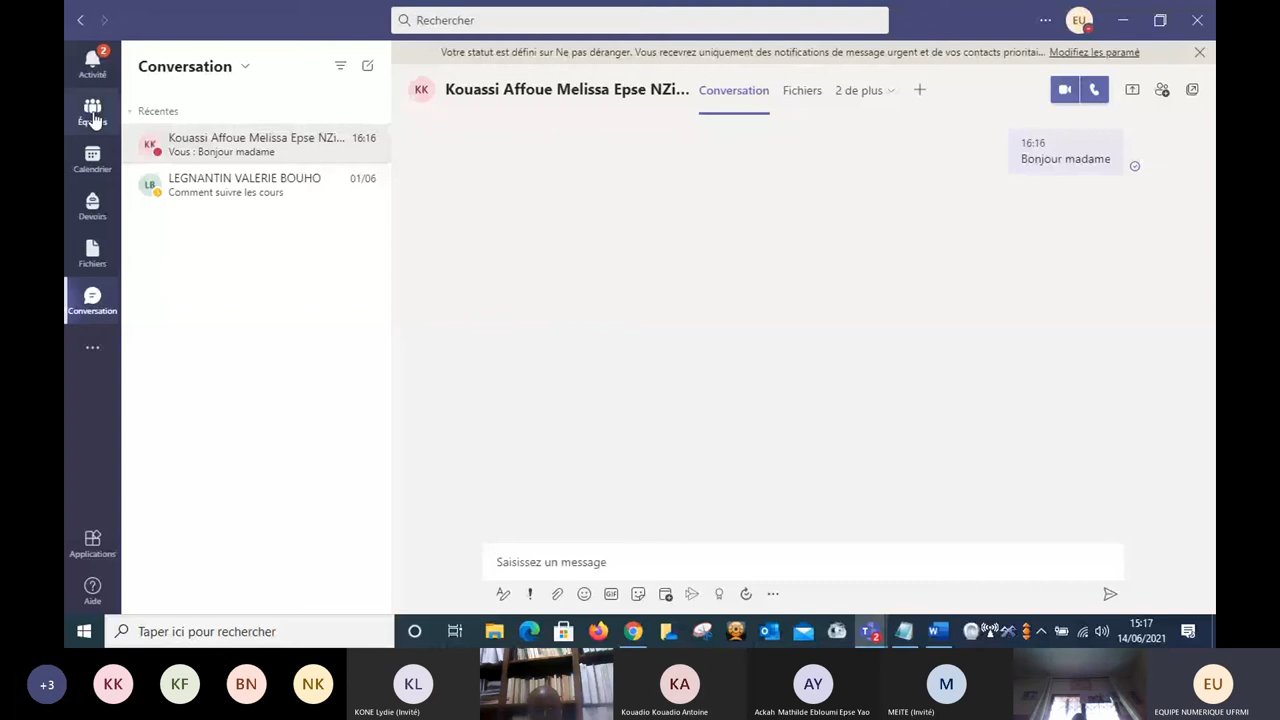 Rechercher
EU
Votre statut est défini sur Ne pas déranger. Vous recevrez uniquement des notifications de message urgent et de vos contacts prioritai... Modifiez les paramè
2
Activité
Calendrier
Devoirs
Fichiers
Conversation
Applications
Aide
Conversation
Récentes
KK Kouassi Affoue Melissa Epse NZi... 16:16
Vous : Bonjour madame
LB LEGNANTIN VALERIE BOUHO 01/06
Comment suivre les cours
KK Kouassi Affoue Melissa Epse NZi... Conversation Fichiers 2 de plus
16:16
Bonjour madame
Saisissez un message
GIF
Taper ici pour rechercher
2
15:17
14/06/2021
+3 KK KF BN NK KL KA AY M EU
KONE Lydie (Invité)
Kouadio Kouadio Antoine
Ackah Mathilde Ebloumi Epse Yao
MEITE (Invité)
EQUIPE NUMERIQUE UFRMI